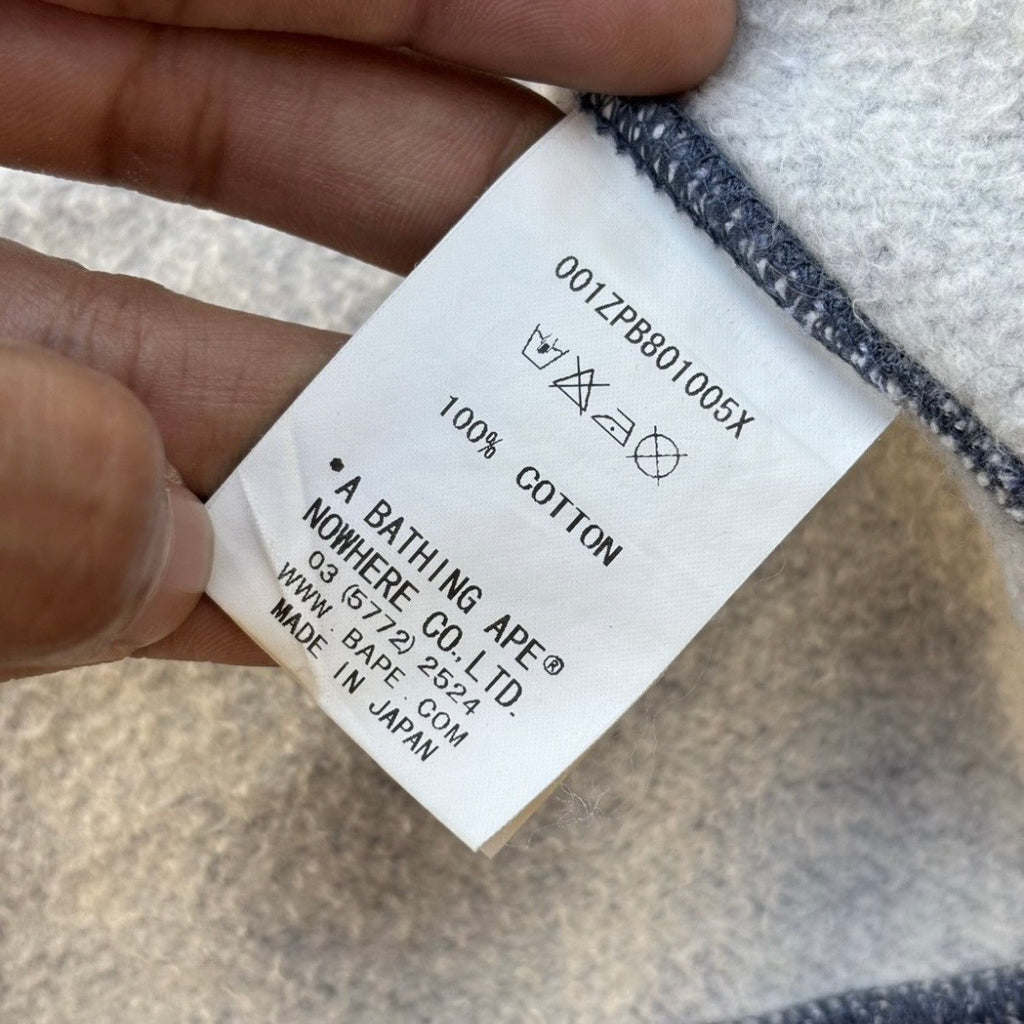 001ZPB801005X
100% COTTON
•A BATHING APE®
NOWHERE CO., LTD.
03 (5772) 2524
WWW.BAPE.COM
MADE IN JAPAN